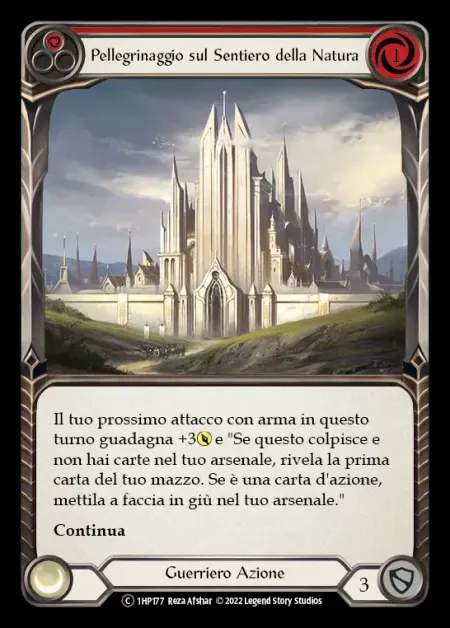 Pellegrinaggio sul Sentiero della Natura
1
Il tuo prossimo attacco con arma in questo
turno guadagna +3 e "Se questo colpisce e
non hai carte nel tuo arsenale, rivela la prima
carta del tuo mazzo. Se è una carta d'azione,
mettila a faccia in giù nel tuo arsenale."
Continua
Guerriero Azione
3
C 1HP177 Reza Afshar © 2022 Legend Story Studios